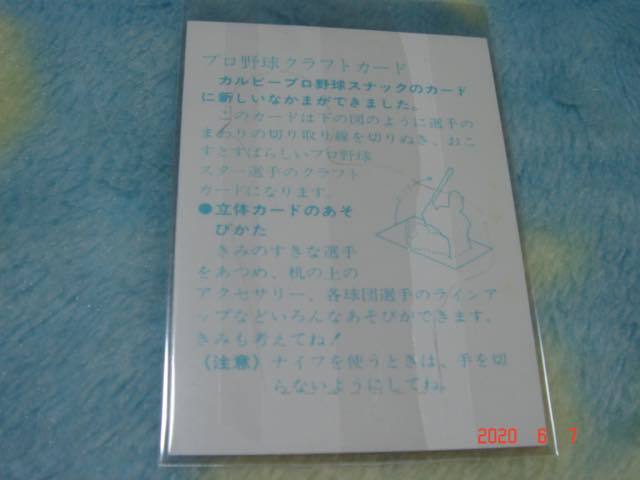 プロ野球クラフトカード
カルビープロ野球スナックのカード
に新しいなかまができました。
このカードは下の図のように選手の
まわりの切り取り線を切りぬき、おこ
すとすばらしいプロ野球
スター選手のクラフト
カードになります。
●立体カードのあそ
びかた
きみのすきな選手
をあつめ、机の上の
アクセサリー、各球団選手のラインア
ップなどいろんなあそびができます。
きみも考えてね!
(注意) ナイフを使うときは、手を切
らないようにしてね。
2020 6 7